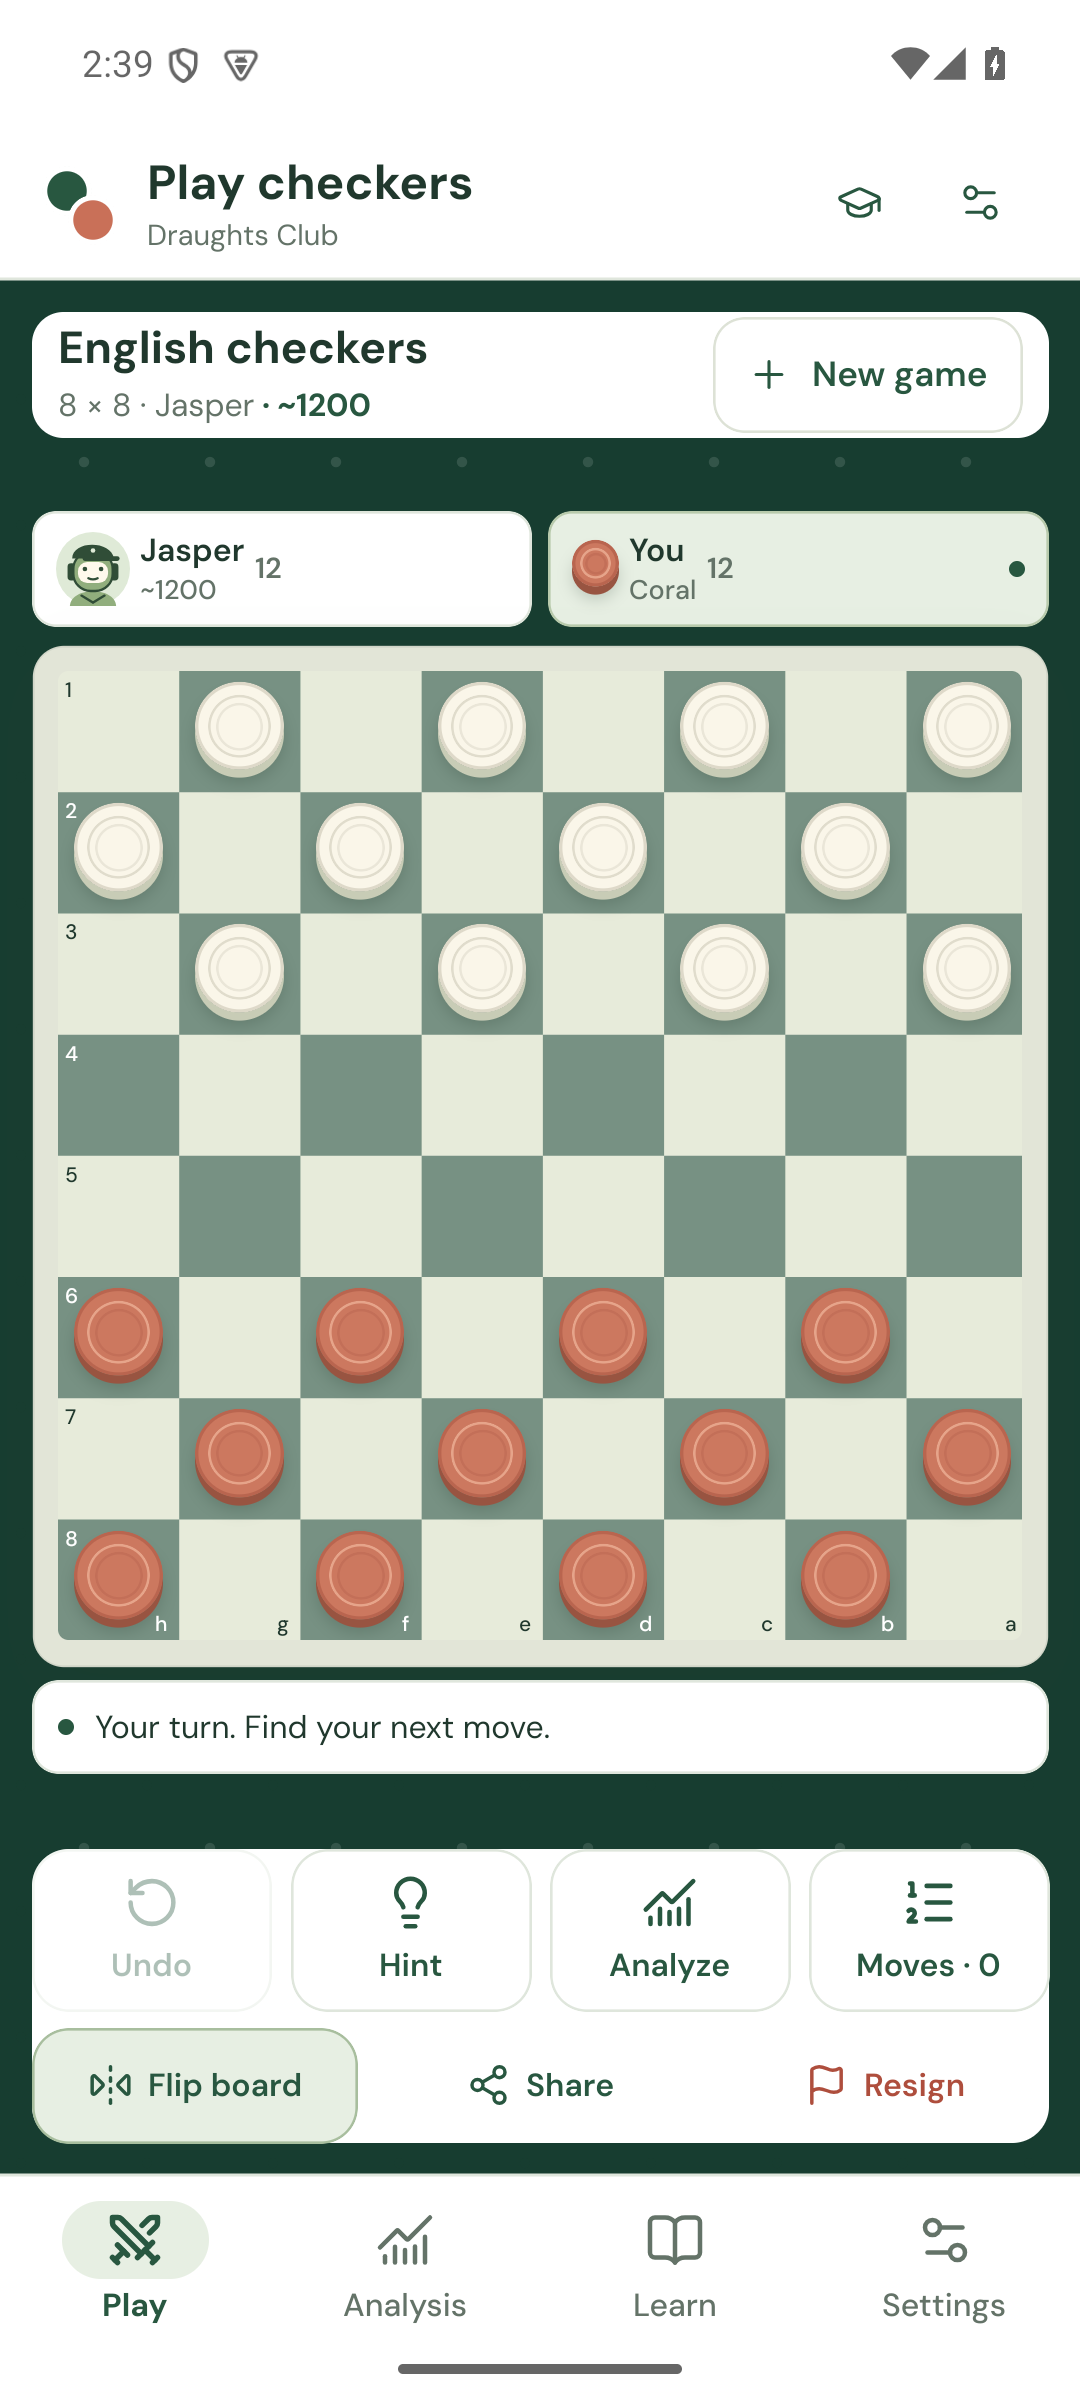 2:39
Play checkers
Draughts Club
English checkers
8 × 8 · Jasper · ~1200
New game
Jasper
~1200
12
You
Coral
12
1
2
3
4
5
6
7
8
h g f e d c b a
Your turn. Find your next move.
Undo
Hint
Analyze
Moves · 0
Flip board
Share
Resign
Play
Analysis
Learn
Settings